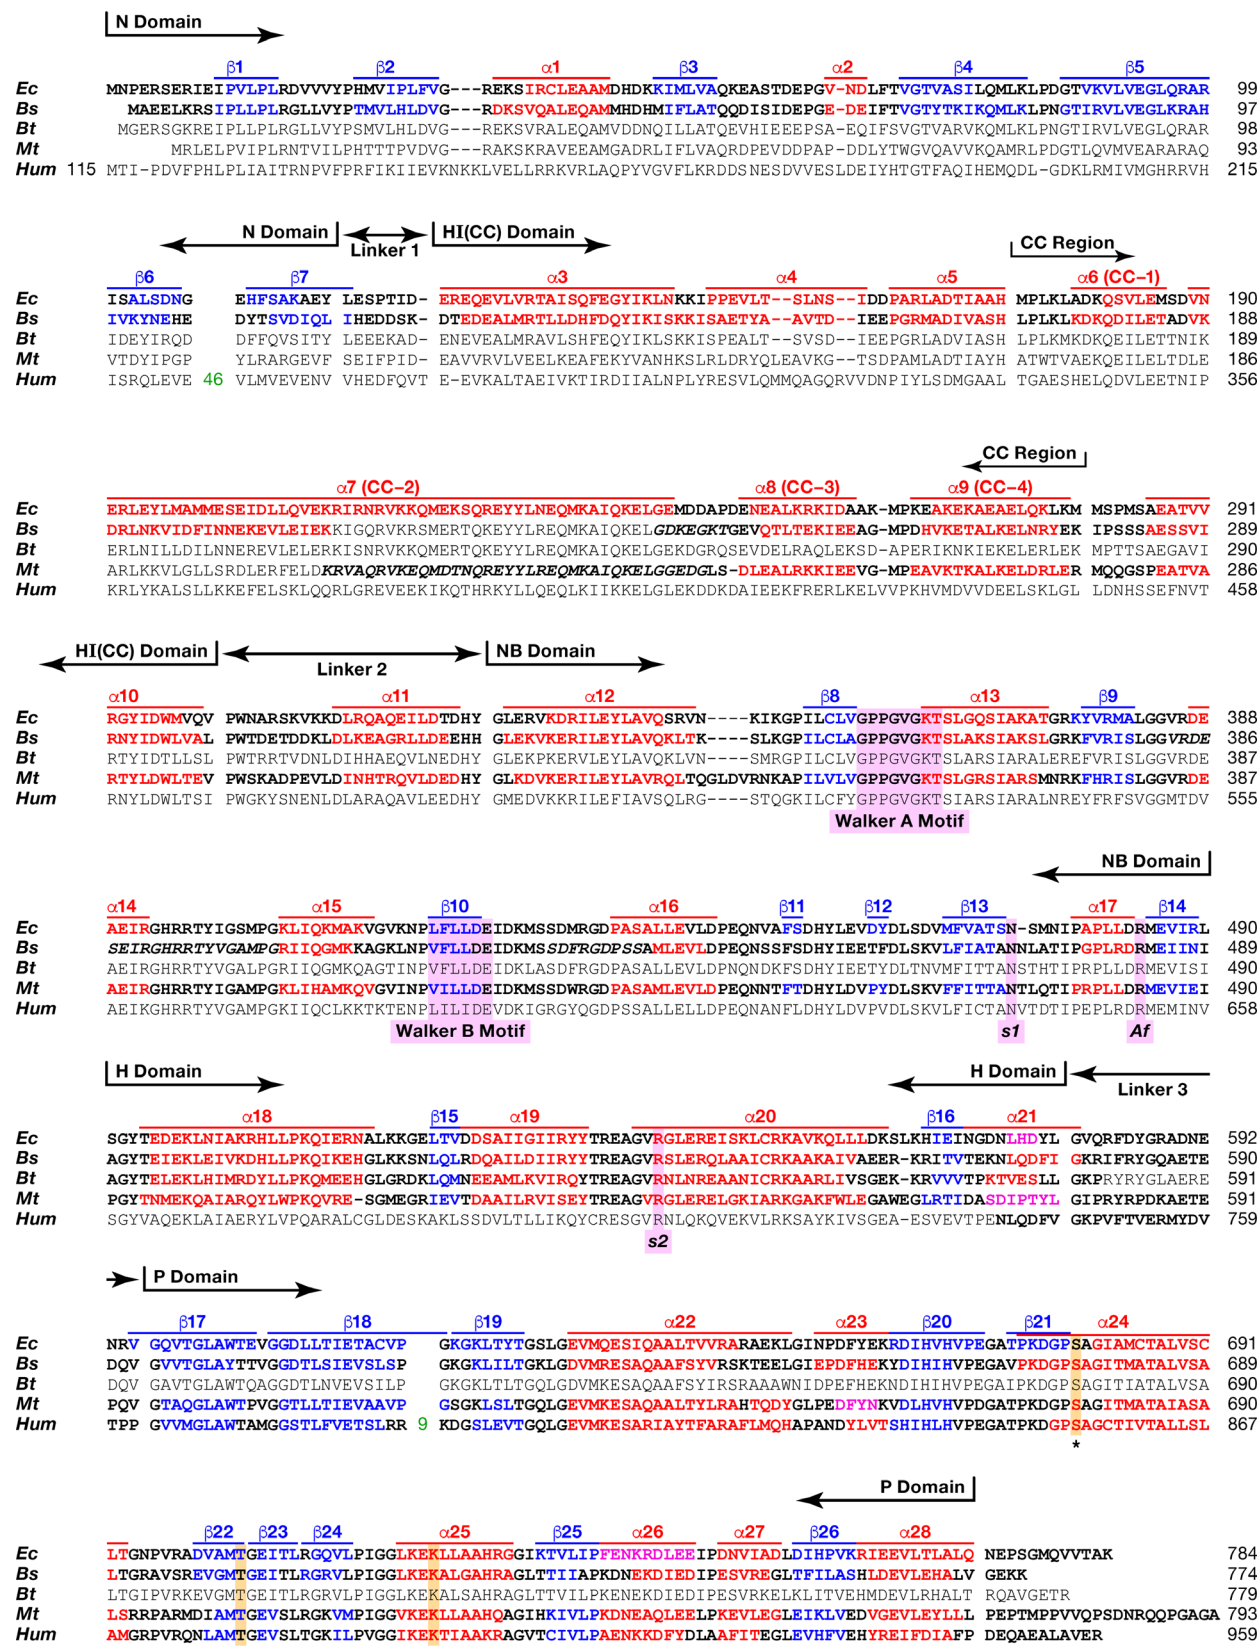 N Domain
β1 β2 α1 β3 α2 β4 β5
Ec MNPERSERIEIPVLPLRDVVVYPHMVIPLFVG---REKSIRCLEAAMDHDKKIMLVAQKEASTDEPGV-NDLFTVGTVASILQMLKLPDGTVKVLVEGLQRAR 99
Bs MAEELKRSIPLLPLRGLLVYPTMVLHLDVG---RDKSVQALEQAMMHDHMIFLATQQDISIDEPGE-DEIFTVGTYTKIKQMLKLPNGTIRVLVEGLKRAH 97
Bt MGERSGKREIPLLPLRGLLVYPSMVLHLDVG---REKSVRALEQAMVDDNQILLATQEVHIEEPSA-EQIFSVGTVARVKQMLKLPNGTIRVLVEGLQRAR 98
Mt MRLELPVIPLRNTVILPHTTTPVDVG---RAKSKRAVEEAMGADRLIFLVAQRDPEVDDPAP-DDLYTWGVQAVVKQAMRLPDGTLQVMVEARARAQ 93
Hum 115 MTI-PDVFPHLPLIAITRNPVFPRFIKIIEVKNKKLVELLRRKVRLAQPYVGVFLKRDDSNESDVVESLDEIYHTGTFAQIHEMQDL-GDKLRMIVMGHRRVH 215
N Domain Linker 1 HI(CC) Domain CC Region
β6 β7 α3 α4 α5 α6 (CC-1)
Ec ISALSDNG EHFSAKAEY LESPTID- EREQEVLVRTAISQFEGYIKLNKKIPPEVLT--SLNS--IDDPARLADTIAAH MPLKLADKQSVLEMSDVN 190
Bs IVKYNEHE DYTSVDIQL IHEDDSK- DTEDEALMRTLLDHFDQYIKISKKISAETYA--AVTD--IEEPGRMADIVASH LPLKLKDKQDILETADVK 188
Bt IDEYIRQD DFFQVSITY LEEEKAD- ENEVEALMRAVLSHFEQYIKLSKKISPEALT--SVSD--IEEPGRLADVIASH LPLKMKDKQEILETTNIK 189
Mt VTDYIPGP YLRARGEVF SEIFPID- EAVVRVLVEELKEAFEKYVANHKSLRLDRYQLEAVKG--TSDPAMLADTIAYH ATWTVAEKQEILELTDLE 186
Hum ISRQLEVE 46 VLMVEVENV VHEDFQVT E-EVKALTAEIVKTIRDIIALNPLYRESVLQMMQAGQRVVDNPIYLSDMGAAL TGAESHELQDVLEETNIP 356
CC Region
α7 (CC-2) α8 (CC-3) α9 (CC-4)
Ec ERLEYLMAMMESEIDLLQVEKRIRNRVKKQMEKSQREYYLNEQMKAIQKELGEMDDAPDENEALKRKIDAAK-MPKEAKEKAEAELQKLKM MSPMSAEATVV 291
Bs DRLNKVIDFINNEKEVLEIEKKIGQRVKRSMERTQKEYYLREQMKAIQKELGDKEGKTGEVQTLTEKIEEAG-MPDHVKETALKELNRYEK IPSSSAESSVI 289
Bt ERLNILLDILNNEREVLELERKISNRVKKQMERTQKEYYLREQMKAIQKELGEKDGRQSEVDELRAQLEKSD-APERIKNKIEKELERLEK MPTTSAEGAVI 290
Mt ARLKKVLGLLSRDLERFELDKRVAQRVKEQMDTNQREYYLREQMKAIQKELGGEDGLS-DLEALRKKIEEVG-MPEAVKTKALKELDRLER MQQGSPEATVA 286
Hum KRLYKALSLLKKEFELSKLQQRLGREVEEKIKQTHRKYLLQEQLKIIKKELGLEKDDKDAIEEKFRERLKELVVPKHVMDVVDEELSKLGL LDNHSSEFNVT 458
HI(CC) Domain Linker 2 NB Domain
α10 α11 α12 β8 α13 β9
Ec RGYIDWMVQV PWNARSKVKKDLRQAQEILDTDHY GLERVKDRILEYLAVQSRVN----KIKGPILCLVGPPGVGKTSLGQSIAKATGRKYVRMALGGVRDE 388
Bs RNYIDWLVAL PWTDETDDKLDLKEAGRLLDEEHH GLEKVKERILEYLAVQKLTK----SLKGPILCLAGPPGVGKTSLAKSIAKSLGRKFVRISLGGVRDE 386
Bt RTYIDTLLSL PWTRRTVDNLDIHHAEQVLNEDHY GLEKPKERVLEYLAVQKLVN----SMRGPILCLVGPPGVGKTSLARSIARALEREFVRISLGGVRDE 387
Mt RTYLDWLTEV PWSKADPEVLDINHTRQVLDEDHY GLKDVKERILEYLAVRQLTQGLDVRNKAPILVLVGPPGVGKTSLGRSIARSMNRKFHRISLGGVRDE 387
Hum RNYLDWLTSI PWGKYSNENLDLARAQAVLEEDHY GMEDVKKRILEFIAVSQLRG----STQGKILCFYGPPGVGKTSIARSIARALNREYFRFSVGGMTDV 555
Walker A Motif
NB Domain
α14 α15 β10 α16 β11 β12 β13 α17 β14
Ec AEIRGHRRTYIGSMPGKLIQKMAKVGVKNPLFLLDEIDKMSSDMRGDPASALLEVLDPEQNVAFSDHYLEVDYDLSDVMFVATSN-SMNIPAPLLDRMEVIRL 490
Bs SEIRGHRRTYVGAMPGRIIQGMKKAGKLNPVFLLDEIDKMSSDFRGDPSSAMLEVLDPEQNSSFSDHYIEETFDLSKVLFIATANNLATIPGPLRDRMEIINI 489
Bt AEIRGHRRTYVGALPGRIIQGMKQAGTINPVFLLDEIDKLASDFRGDPASALLEVLDPNQNDKFSDHYIEETYDLTNVMFITTANSTHTIPRPLLDRMEVISI 490
Mt AEIRGHRRTYIGAMPGKLIHAMKQVGVINPVILLDEIDKMSSDWRGDPASAMLEVLDPEQNNTFTDHYLDVPYDLSKVFFITTANTLQTIPRPLLDRMEVIEI 490
Hum AEIKGHRRTYVGAMPGKIIQCLKKTKTENPLILIDEVDKIGRGYQGDPSSALLELLDPEQNANFLDHYLDVPVDLSKVLFICTANVTDTIPEPLRDRMEMINV 658
Walker B Motif s1 Af
H Domain H Domain Linker 3
α18 β15 α19 α20 β16 α21
Ec SGYTEDEKLNIAKRHLLPKQIERNALKKGELTVDDSAIIGIIRYYTREAGVRGLEREISKLCRKAVKQLLLDKSLKHIEINGDNLHDYL GVQRFDYGRADNE 592
Bs AGYTEIEKLEIVKDHLLPKQIKEHGLKKSNLQLRDQAILDIIRYYTREAGVRSLERQLAAICRKAAKAIVAEER-KRITVTEKNLQDFI GKRIFRYGQAETE 590
Bt AGYTELEKLHIMRDYLLPKQMEEHGLGRDKLQMNEEAMLKVIRQYTREAGVRNLNREAANICRKAARLIVSGEK-KRVVVTPKTVESLL GKPRYRYGLAERE 591
Mt PGYTNMEKQAIARQYLWPKQVRE-SGMEGRIEVTDAAILRVISEYTREAGVRGLERELGKIARKGAKFWLEGAWEGLRTIDASDIPTYL GIPRYRPDKAETE 591
Hum SGYVAQEKLAIAERYLVPQARALCGLDESKAKLSSDVLTLLIKQYCRESGVRNLQKQVEKVLRKSAYKIVSGEA-ESVEVTPENLQDFV GKPVFTVERMYDV 759
s2
P Domain
β17 β18 β19 α22 α23 β20 β21 α24
Ec NRV GQVTGLAWTEVGGDLLTIETACVP GKGKLTYTGSLGEVMQESIQAALTVVRARAEKLGINPDFYEKRDIHVHVPEGATPKDGPSAGIAMCTALVSC 691
Bs DQV GVVTGLAYTTVGGDTLSIEVSLSP GKGKLILTGKLGDVMRESAQAAFSYVRSKTEELGIEPDFHEKYDIHIHVPEGAVPKDGPSAGITMATALVSA 689
Bt DQV GAVTGLAWTQAGGDTLNVEVSILP GKGKLTLTGQLGDVMKESAQAAFSYIRSRAAAWNIDPEFHEKNDIHIHVPEGAIPKDGPSAGITIATALVSA 690
Mt PQV GTAQGLAWTPVGGTLLTIEVAAVP GSGKLSLTGQLGEVMKESAQAALTYLRAHTQDYGLPEDFYNKVDLHVHVPDGATPKDGPSAGITMATAIASA 690
Hum TPP GVVMGLAWTAMGGSTLFVETSLRR 9 KDGSLEVTGQLGEVMKESARIAYTFARAFLMQHAPANDYLVTSHIHLHVPEGATPKDGPSAGCTIVTALLSL 867
*
P Domain
β22 β23 β24 α25 β25 α26 α27 β26 α28
Ec LTGNPVRADVAMTGEITLRGQVLPIGGLKEKLLAAHRGGIKTVLIPFENKRDLEEIPDNVIADLDIHPVKRIEEVLTLALQ NEPSGMQVVTAK 784
Bs LTGRAVSREVGMTGEITLRGRVLPIGGLKEKALGAHRAGLTTIIAPKDNEKDIEDIPESVREGLTFILASHLDEVLEHALV GEKK 774
Bt LTGIPVRKEVGMTGEITLRGRVLPIGGLKEKALSAHRAGLTTIILPKENEKDIEDIPESVRKELKLITVEHMDEVLRHALT RQAVGETR 779
Mt LSRRPARMDIAMTGEVSLRGKVMPIGGVKEKLLAAHQAGIHKIVLPKDNEAQLEELPKEVLEGLEIKLVEDVGEVLEYLLL PEPTMPPVVQPSDNRQQPGAGA 793
Hum AMGRPVRQNLAMTGEVSLTGKILPVGGIKEKTIAAKRAGVTCIVLPAENKKDFYDLAAFITEGLEVHFVEHYREIFDIAFP DEQAEALAVER 959